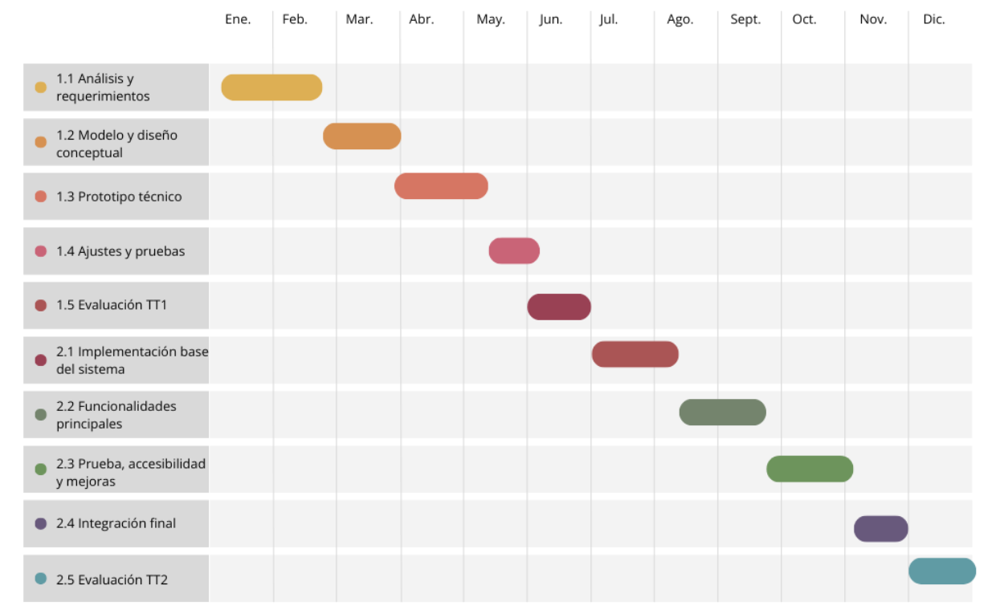 Ene. Feb. Mar. Abr. May. Jun. Jul. Ago. Sept. Oct. Nov. Dic.
1.1 Análisis y
requerimientos
1.2 Modelo y diseño
conceptual
1.3 Prototipo técnico
1.4 Ajustes y pruebas
1.5 Evaluación TT1
2.1 Implementación base
del sistema
2.2 Funcionalidades
principales
2.3 Prueba, accesibilidad
y mejoras
2.4 Integración final
2.5 Evaluación TT2